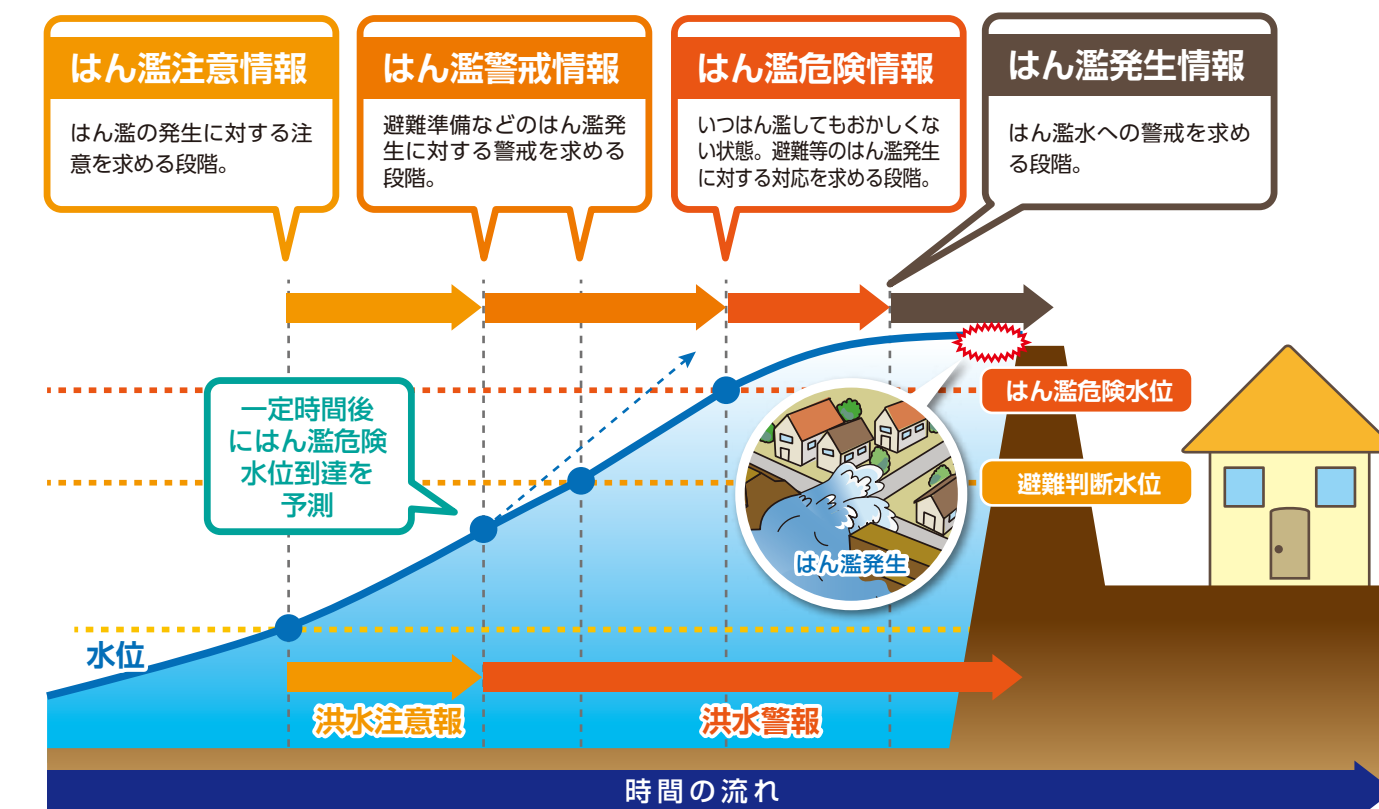 はん濫注意情報
はん濫の発生に対する注
意を求める段階。
はん濫警戒情報
避難準備などのはん濫発
生に対する警戒を求める
段階。
はん濫危険情報
いつはん濫してもおかしくな
い状態。避難等のはん濫発生
に対する対応を求める段階。
はん濫発生情報
はん濫水への警戒を求め
る段階。
一定時間後
にはん濫危険
水位到達を
予測
はん濫危険水位
避難判断水位
はん濫発生
水位
洪水注意報
洪水警報
時間の流れ